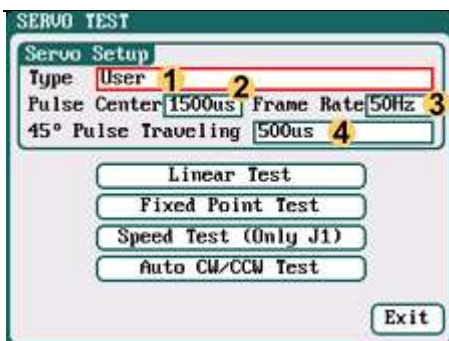 SERVO TEST
Servo Setup
Type User 1
Pulse Center 1500us 2 Frame Rate 50Hz 3
45° Pulse Traveling 500us 4
Linear Test
Fixed Point Test
Speed Test (Only J1)
Auto CW/CCW Test
Exit